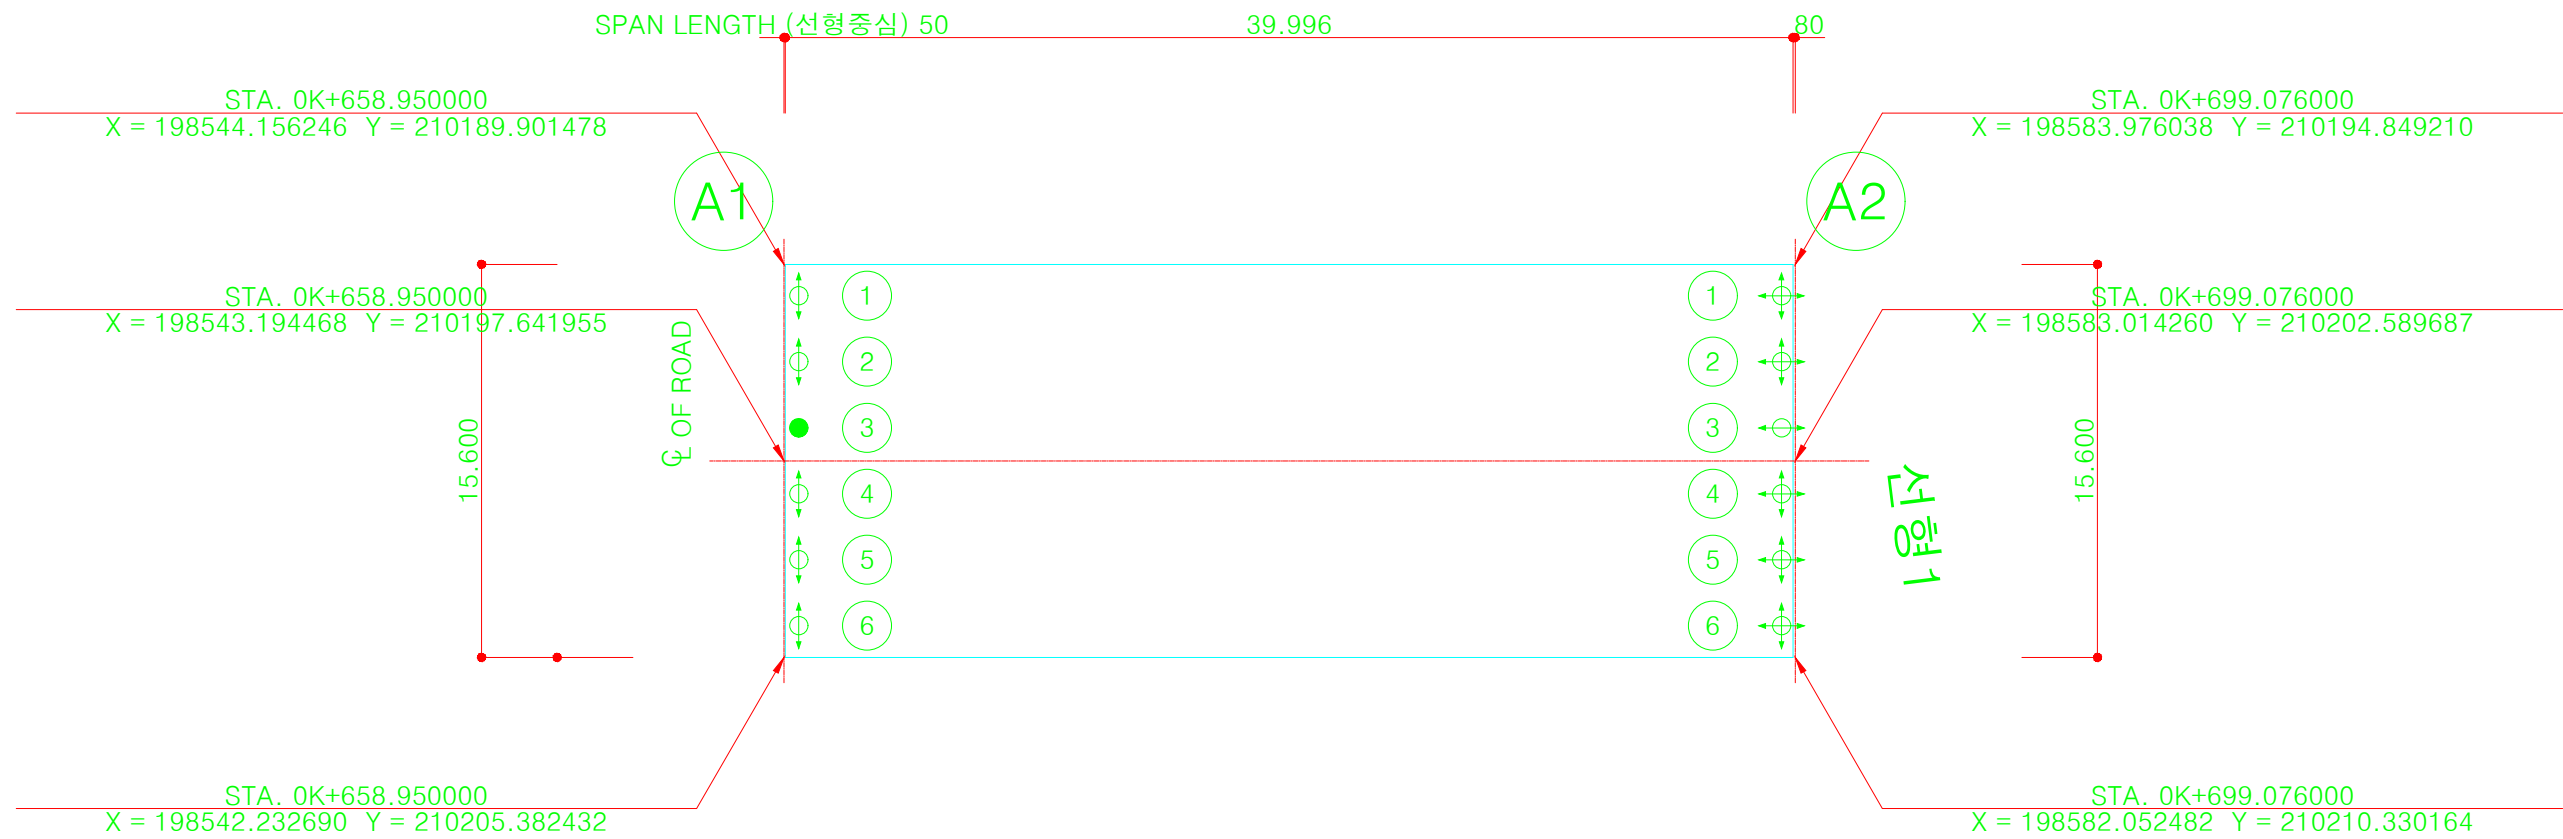 SPAN LENGTH (선형중심) 50 39.996 80
STA. 0K+658.950000
X = 198544.156246 Y = 210189.901478
STA. 0K+699.076000
X = 198583.976038 Y = 210194.849210
A1
A2
STA. 0K+658.950000
X = 198543.194468 Y = 210197.641955
STA. 0K+699.076000
X = 198583.014260 Y = 210202.589687
℄ OF ROAD
15.600
15.600
1 1
2 2
3 3
4 4
5 5
6 6
선형1
STA. 0K+658.950000
X = 198542.232690 Y = 210205.382432
STA. 0K+699.076000
X = 198582.052482 Y = 210210.330164